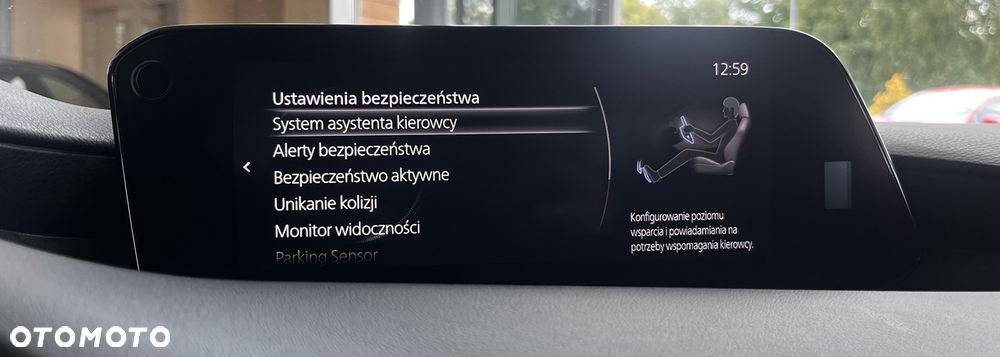 12:59
Ustawienia bezpieczeństwa
System asystenta kierowcy
Alerty bezpieczeństwa
Bezpieczeństwo aktywne
Unikanie kolizji
Monitor widoczności
Parking Sensor
Konfigurowanie poziomu
wsparcia i powiadamiania na
potrzeby wspomagania kierowcy.
OTOMOTO